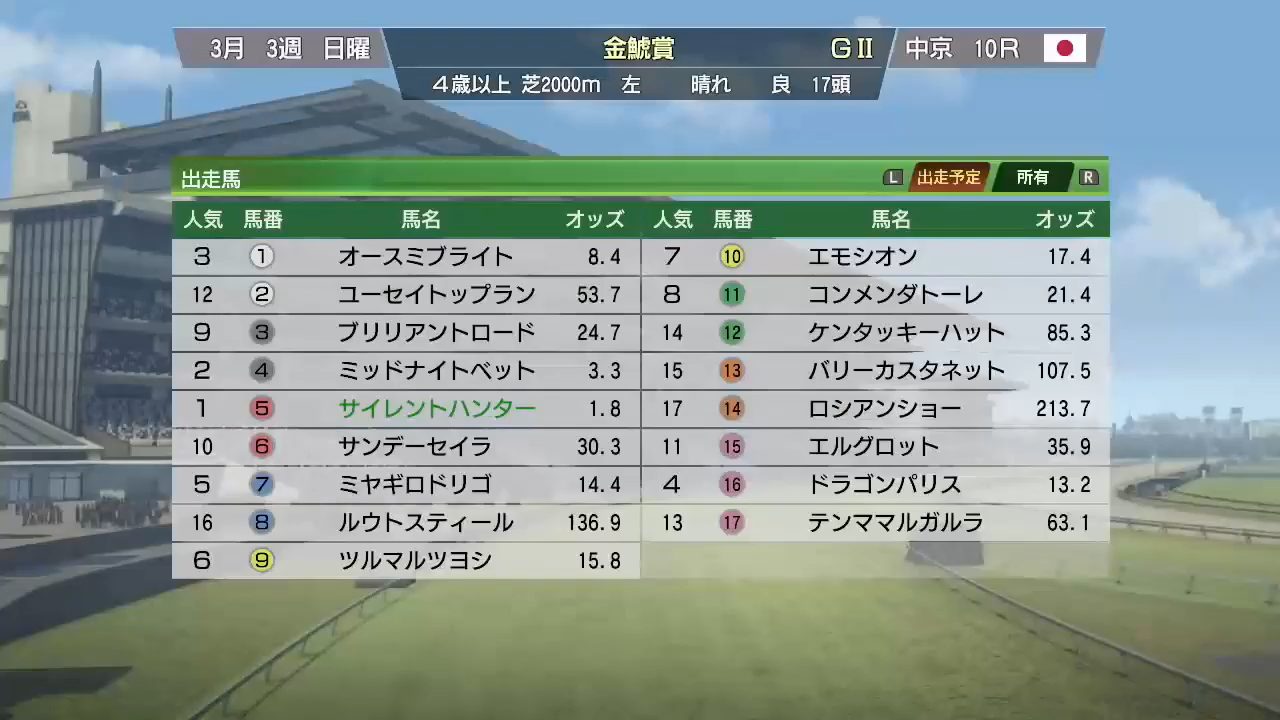 3月 3週 日曜 金鯱賞 GⅡ 中京 10R
4歳以上 芝2000m 左 晴れ 良 17頭
出走馬 L 出走予定 所有 R
人気 馬番 馬名 オッズ 人気 馬番 馬名 オッズ
3 1 オースミブライト 8.4 7 10 エモシオン 17.4
12 2 ユーセイトップラン 53.7 8 11 コンメンダトーレ 21.4
9 3 ブリリアントロード 24.7 14 12 ケンタッキーハット 85.3
2 4 ミッドナイトベット 3.3 15 13 バリーカスタネット 107.5
1 5 サイレントハンター 1.8 17 14 ロシアンショー 213.7
10 6 サンデーセイラ 30.3 11 15 エルグロット 35.9
5 7 ミヤギロドリゴ 14.4 4 16 ドラゴンパリス 13.2
16 8 ルウトスティール 136.9 13 17 テンママルガルラ 63.1
6 9 ツルマルツヨシ 15.8